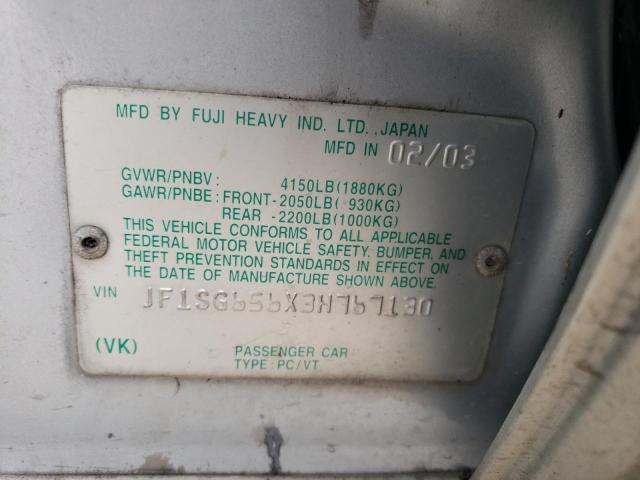 MFD BY FUJI HEAVY IND. LTD., JAPAN
MFD IN 02/03
GVWR/PNBV : 4150LB(1880KG)
GAWR/PNBE : FRONT-2050LB( 930KG)
REAR -2200LB(1000KG)
THIS VEHICLE CONFORMS TO ALL APPLICABLE
FEDERAL MOTOR VEHICLE SAFETY, BUMPER, AND
THEFT PREVENTION STANDARDS IN EFFECT ON
THE DATE OF MANUFACTURE SHOWN ABOVE.
VIN JF1SG656X3H767130
(VK) PASSENGER CAR
TYPE : PC/VT